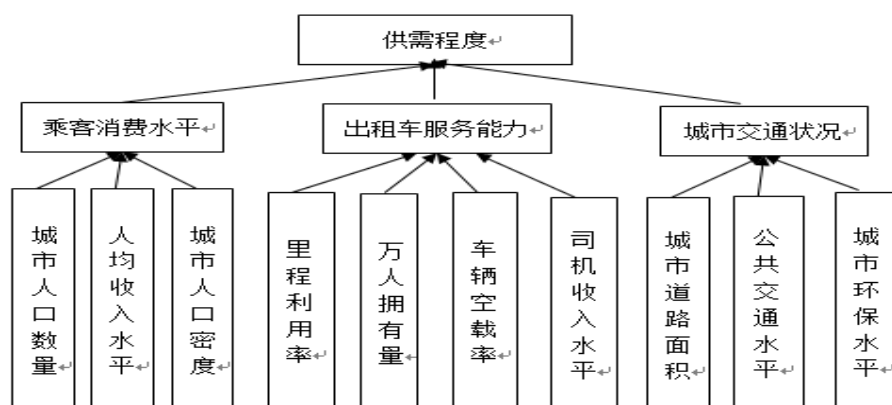 供需程度
乘客消费水平
出租车服务能力
城市交通状况
城市人口数量
人均收入水平
城市人口密度
里程利用率
万人拥有量
车辆空载率
司机收入水平
城市道路面积
公共交通水平
城市环保水平